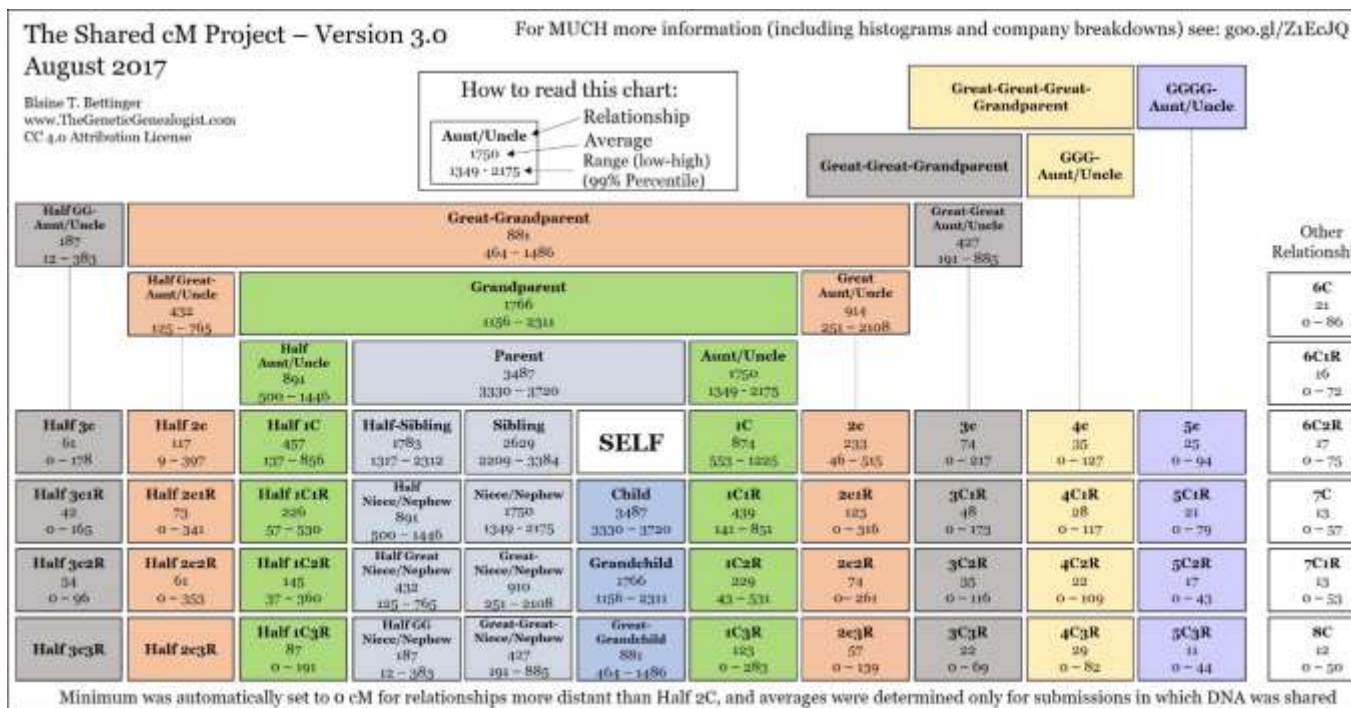 The Shared cM Project – Version 3.0
August 2017
For MUCH more information (including histograms and company breakdowns) see: goo.gl/Z1EcJQ
Blaine T. Bettinger
www.TheGeneticGenealogist.com
CC 4.0 Attribution License
How to read this chart:
Aunt/Uncle
1750
1349 - 2175
Relationship
Average
Range (low-high)
(99% Percentile)
Great-Great-Great-
Grandparent
GGGG-
Aunt/Uncle
Great-Great-Grandparent
GGG-
Aunt/Uncle
Half GG-
Aunt/Uncle
187
12 – 383
Great-Grandparent
881
464 – 1486
Great-Great
Aunt/Uncle
427
191 – 885
Other
Relationshi
Half Great-
Aunt/Uncle
432
125 – 765
Grandparent
1766
1156 – 2311
Great
Aunt/Uncle
914
251 – 2108
6C
21
0 – 86
Half
Aunt/Uncle
891
500 – 1446
Parent
3487
3330 – 3720
Aunt/Uncle
1750
1349 - 2175
6C1R
16
0 – 72
Half 3c
61
0 – 178
Half 2c
117
9 – 397
Half 1C
457
137 – 856
Half-Sibling
1783
1317 – 2312
Sibling
2629
2209 – 3384
SELF
1C
874
553 – 1225
2c
233
46 – 515
3c
74
0 – 217
4c
35
0 – 127
5c
25
0 – 94
6C2R
17
0 – 75
Half 3c1R
42
0 – 165
Half 2c1R
73
0 – 341
Half 1C1R
226
57 – 530
Half
Niece/Nephew
891
500 – 1446
Niece/Nephew
1750
1349 - 2175
Child
3487
3330 – 3720
1C1R
439
141 – 851
2c1R
123
0 – 316
3C1R
48
0 – 173
4C1R
28
0 – 117
5C1R
21
0 – 79
7C
13
0 – 57
Half 3c2R
34
0 – 96
Half 2c2R
61
0 – 353
Half 1C2R
145
37 – 360
Half Great
Niece/Nephew
432
125 – 765
Great-
Niece/Nephew
910
251 – 2108
Grandchild
1766
1156 – 2311
1C2R
229
43 – 531
2c2R
74
0– 261
3C2R
35
0 – 116
4C2R
22
0 – 109
5C2R
17
0 – 43
7C1R
13
0 – 53
Half 3c3R
Half 2c3R
Half 1C3R
87
0 – 191
Half GG
Niece/Nephew
187
12 – 383
Great-Great-
Niece/Nephew
427
191 – 885
Great-
Grandchild
881
464 – 1486
1C3R
123
0 – 283
2c3R
57
0 – 139
3C3R
22
0 – 69
4C3R
29
0 – 82
5C3R
11
0 – 44
8C
12
0 – 50
Minimum was automatically set to 0 cM for relationships more distant than Half 2C, and averages were determined only for submissions in which DNA was shared